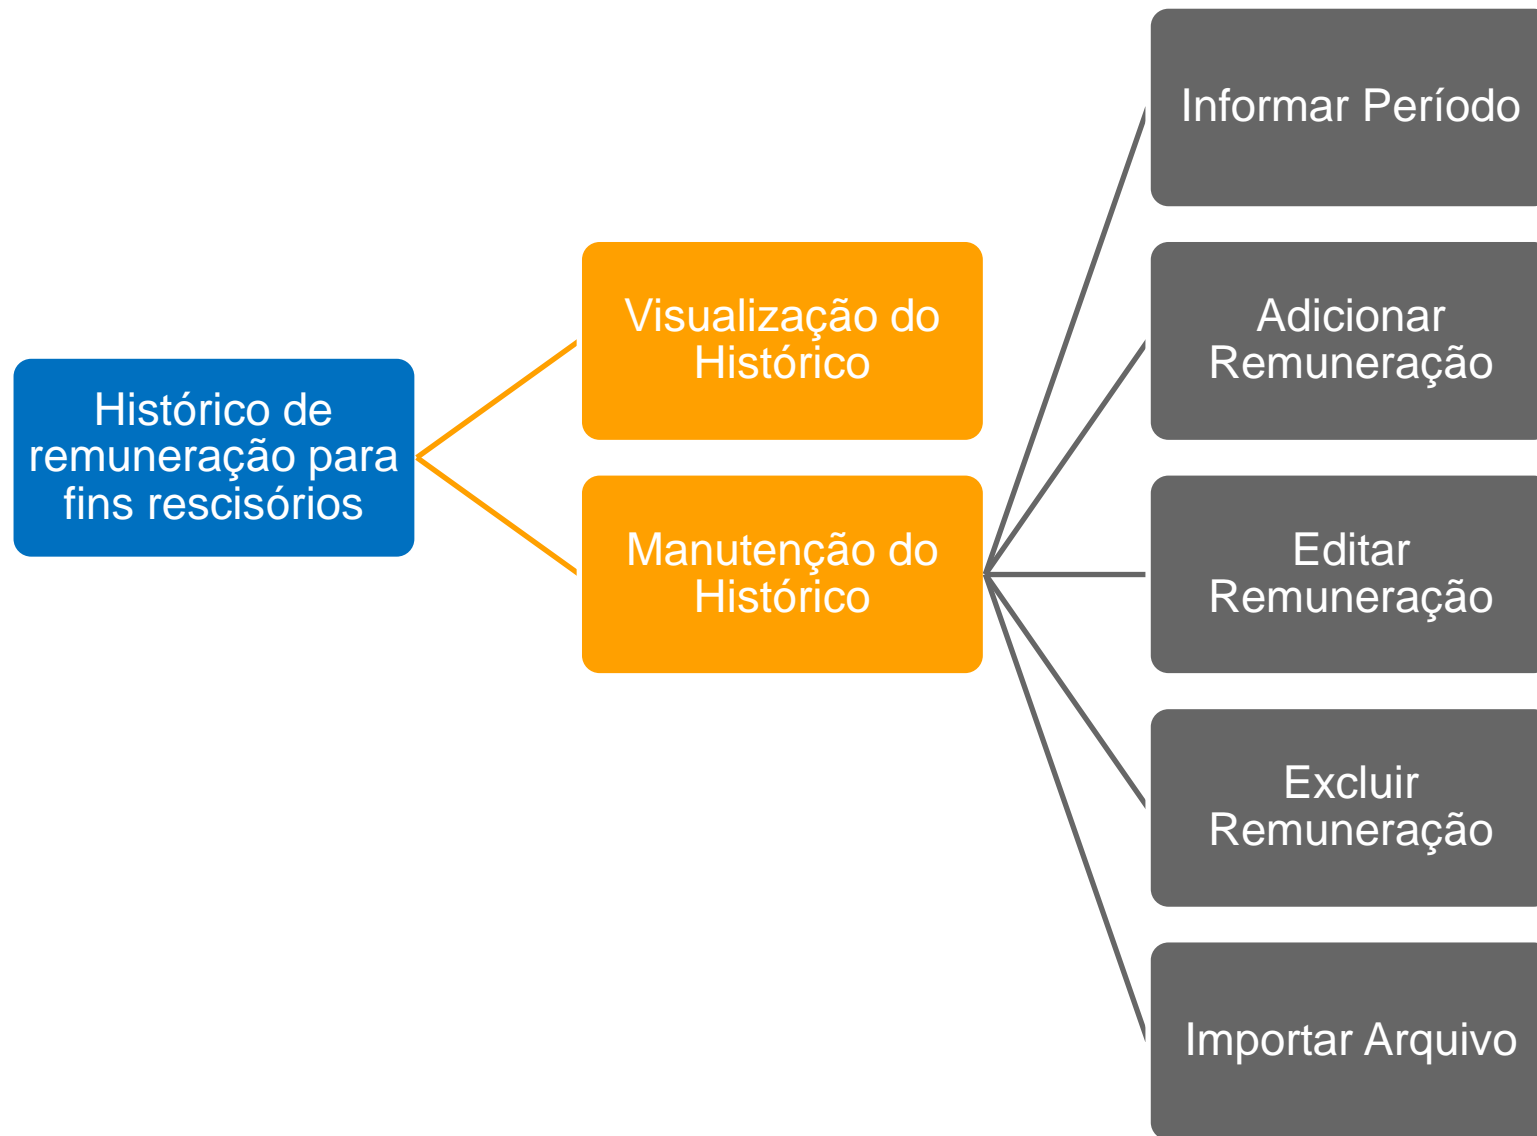 Histórico de
remuneração para
fins rescisórios
Visualização do
Histórico
Manutenção do
Histórico
Informar Período
Adicionar
Remuneração
Editar
Remuneração
Excluir
Remuneração
Importar Arquivo